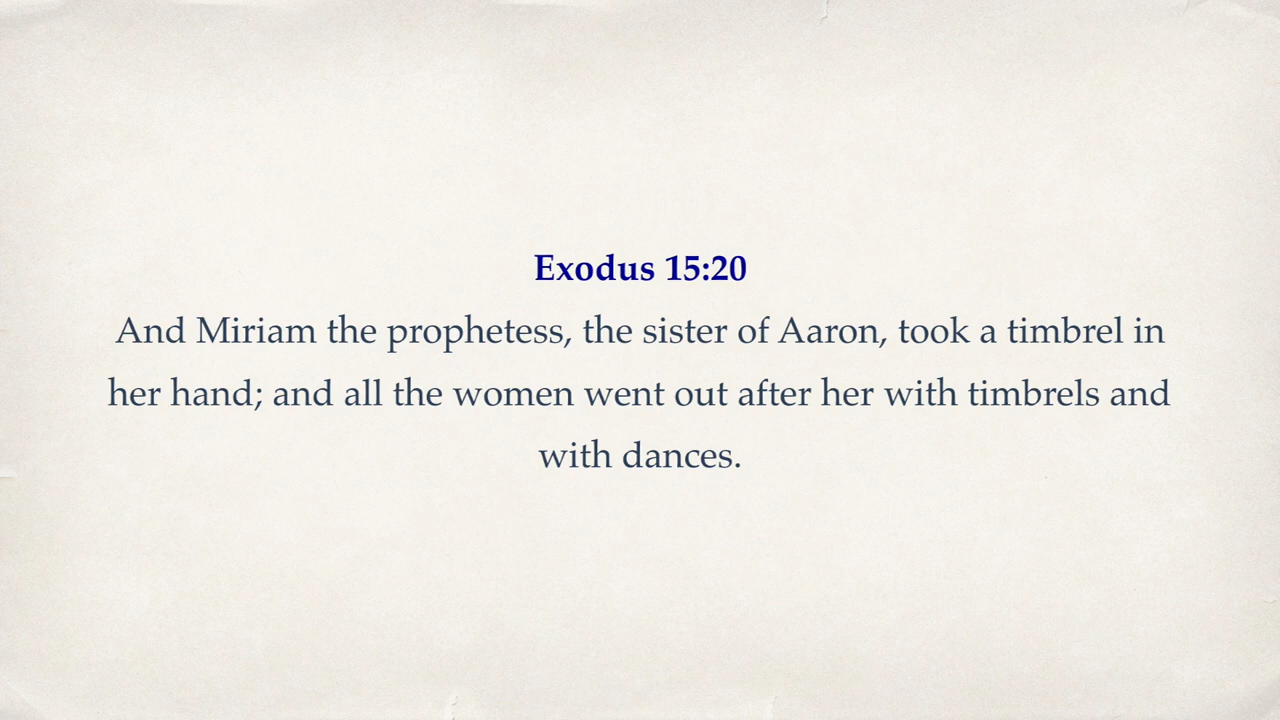 Exodus 15:20
And Miriam the prophetess, the sister of Aaron, took a timbrel in
her hand; and all the women went out after her with timbrels and
with dances.